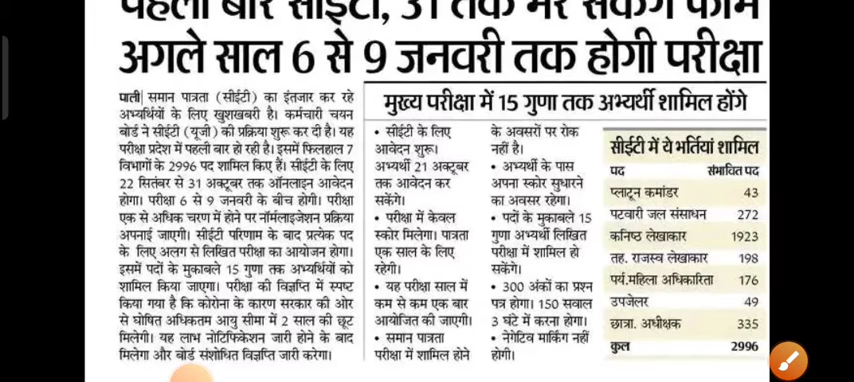 पहली बार सीईटी, 31 तक भर सकेंगे फॉर्म
अगले साल 6 से 9 जनवरी तक होगी परीक्षा
पाली| समान पात्रता (सीईटी) का इंतजार कर रहे
अभ्यर्थियों के लिए खुशखबरी है। कर्मचारी चयन
बोर्ड ने सीईटी (यूजी) की प्रक्रिया शुरू कर दी है। यह
परीक्षा प्रदेश में पहली बार हो रही है। इसमें फिलहाल 7
विभागों के 2996 पद शामिल किए हैं। सीईटी के लिए
22 सितंबर से 31 अक्टूबर तक ऑनलाइन आवेदन
होगा। परीक्षा 6 से 9 जनवरी के बीच होगी। परीक्षा
एक से अधिक चरण में होने पर नॉर्मलाइजेशन प्रक्रिया
अपनाई जाएगी। सीईटी परिणाम के बाद प्रत्येक पद
के लिए अलग से लिखित परीक्षा का आयोजन होगा।
इसमें पदों के मुकाबले 15 गुणा तक अभ्यर्थियों को
शामिल किया जाएगा। परीक्षा की विज्ञप्ति में स्पष्ट
किया गया है कि कोरोना के कारण सरकार की ओर
से घोषित अधिकतम आयु सीमा में 2 साल की छूट
मिलेगी। यह लाभ नोटिफिकेशन जारी होने के बाद
मिलेगा और बोर्ड संशोधित विज्ञप्ति जारी करेगा।
मुख्य परीक्षा में 15 गुणा तक अभ्यर्थी शामिल होंगे
• सीईटी के लिए
आवेदन शुरू।
अभ्यर्थी 21 अक्टूबर
तक आवेदन कर
सकेंगे।
• परीक्षा में केवल
स्कोर मिलेगा। पात्रता
एक साल के लिए
रहेगी।
• यह परीक्षा साल में
कम से कम एक बार
आयोजित की जाएगी।
• समान पात्रता
परीक्षा में शामिल होने
के अवसरों पर रोक
नहीं है।
• अभ्यर्थी के पास
अपना स्कोर सुधारने
का अवसर रहेगा।
• पदों के मुकाबले 15
गुणा अभ्यर्थी लिखित
परीक्षा में शामिल हो
सकेंगे।
• 300 अंकों का प्रश्न
पत्र होगा। 150 सवाल
3 घंटे में करना होगा।
• नेगेटिव मार्किंग नहीं
होगी।
सीईटी में ये भर्तियां शामिल
पद संभावित पद
प्लाटून कमांडर 43
पटवारी जल संसाधन 272
कनिष्ठ लेखाकार 1923
तह. राजस्व लेखाकार 198
पर्य.महिला अधिकारिता 176
उपजेलर 49
छात्रा. अधीक्षक 335
कुल 2996